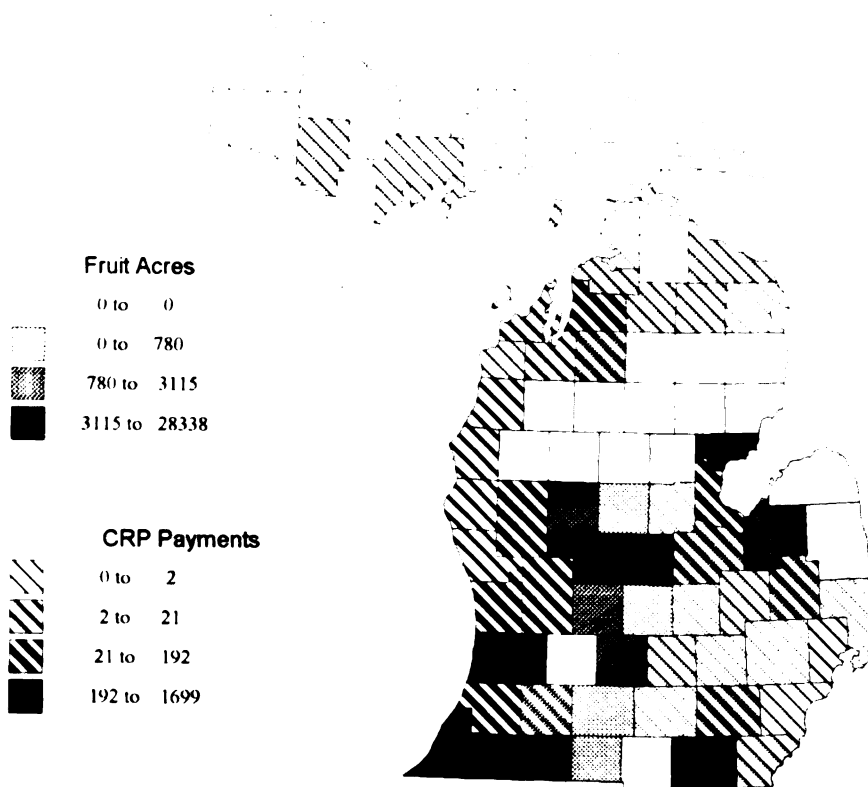 Fruit Acres
0 to 0
0 to 780
780 to 3115
3115 to 28338
CRP Payments
0 to 2
2 to 21
21 to 192
192 to 1699